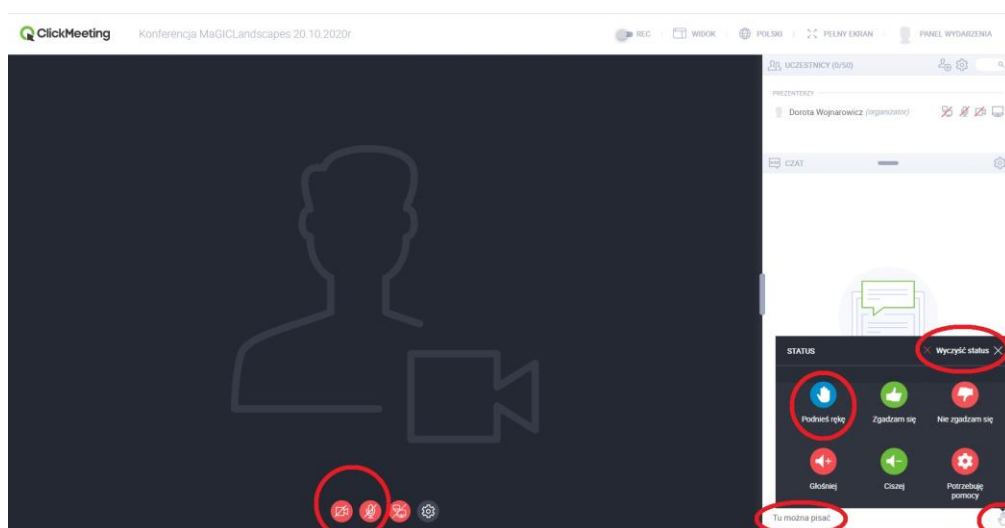 ClickMeeting
Konferencja MaGICLandscapes 20.10.2020r
REC
WIDOK
POLSKI
PEŁNY EKRAN
PANEL WYDARZENIA
UCZESTNICY (0/50)
PREZENTERZY
Dorota Wojnarowicz (organizator)
CZAT
STATUS
Wyczyść status
Podnieś rękę
Zgadzam się
Nie zgadzam się
Głośniej
Ciszej
Potrzebuję
pomocy
Tu można pisać